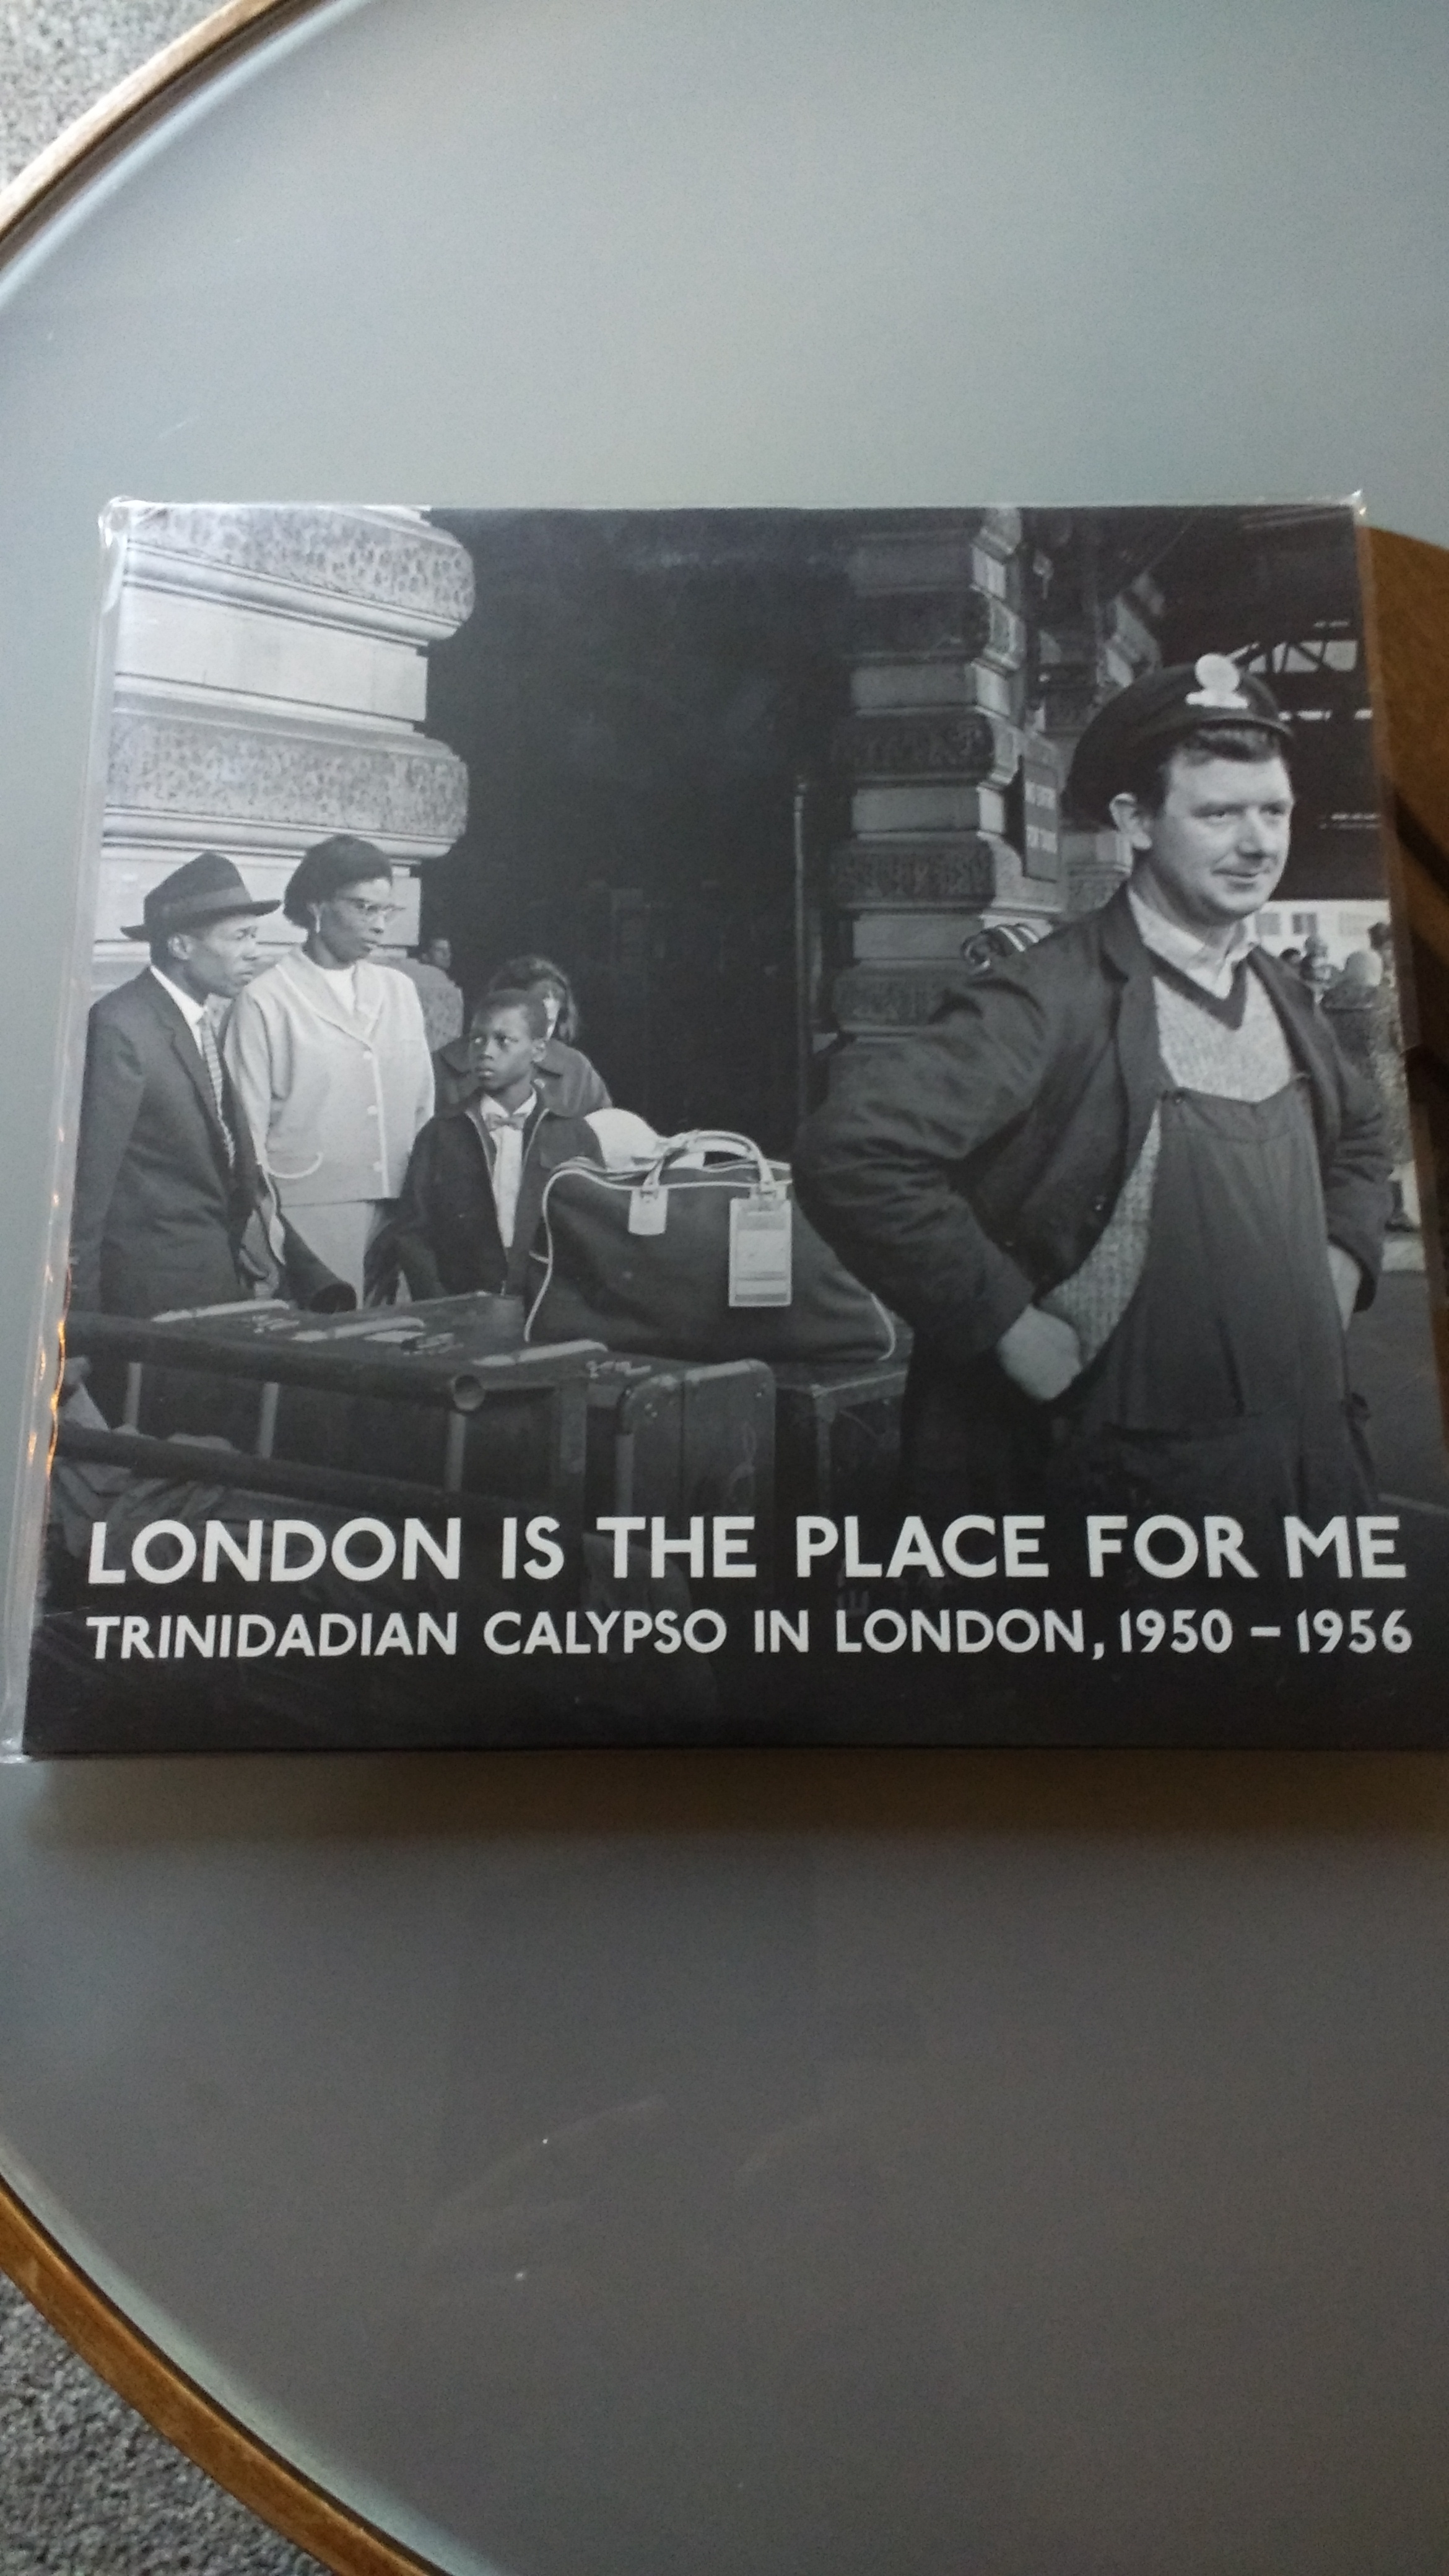 LONDON IS THE PLACE FOR ME
TRINIDADIAN CALYPSO IN LONDON, 1950 – 1956